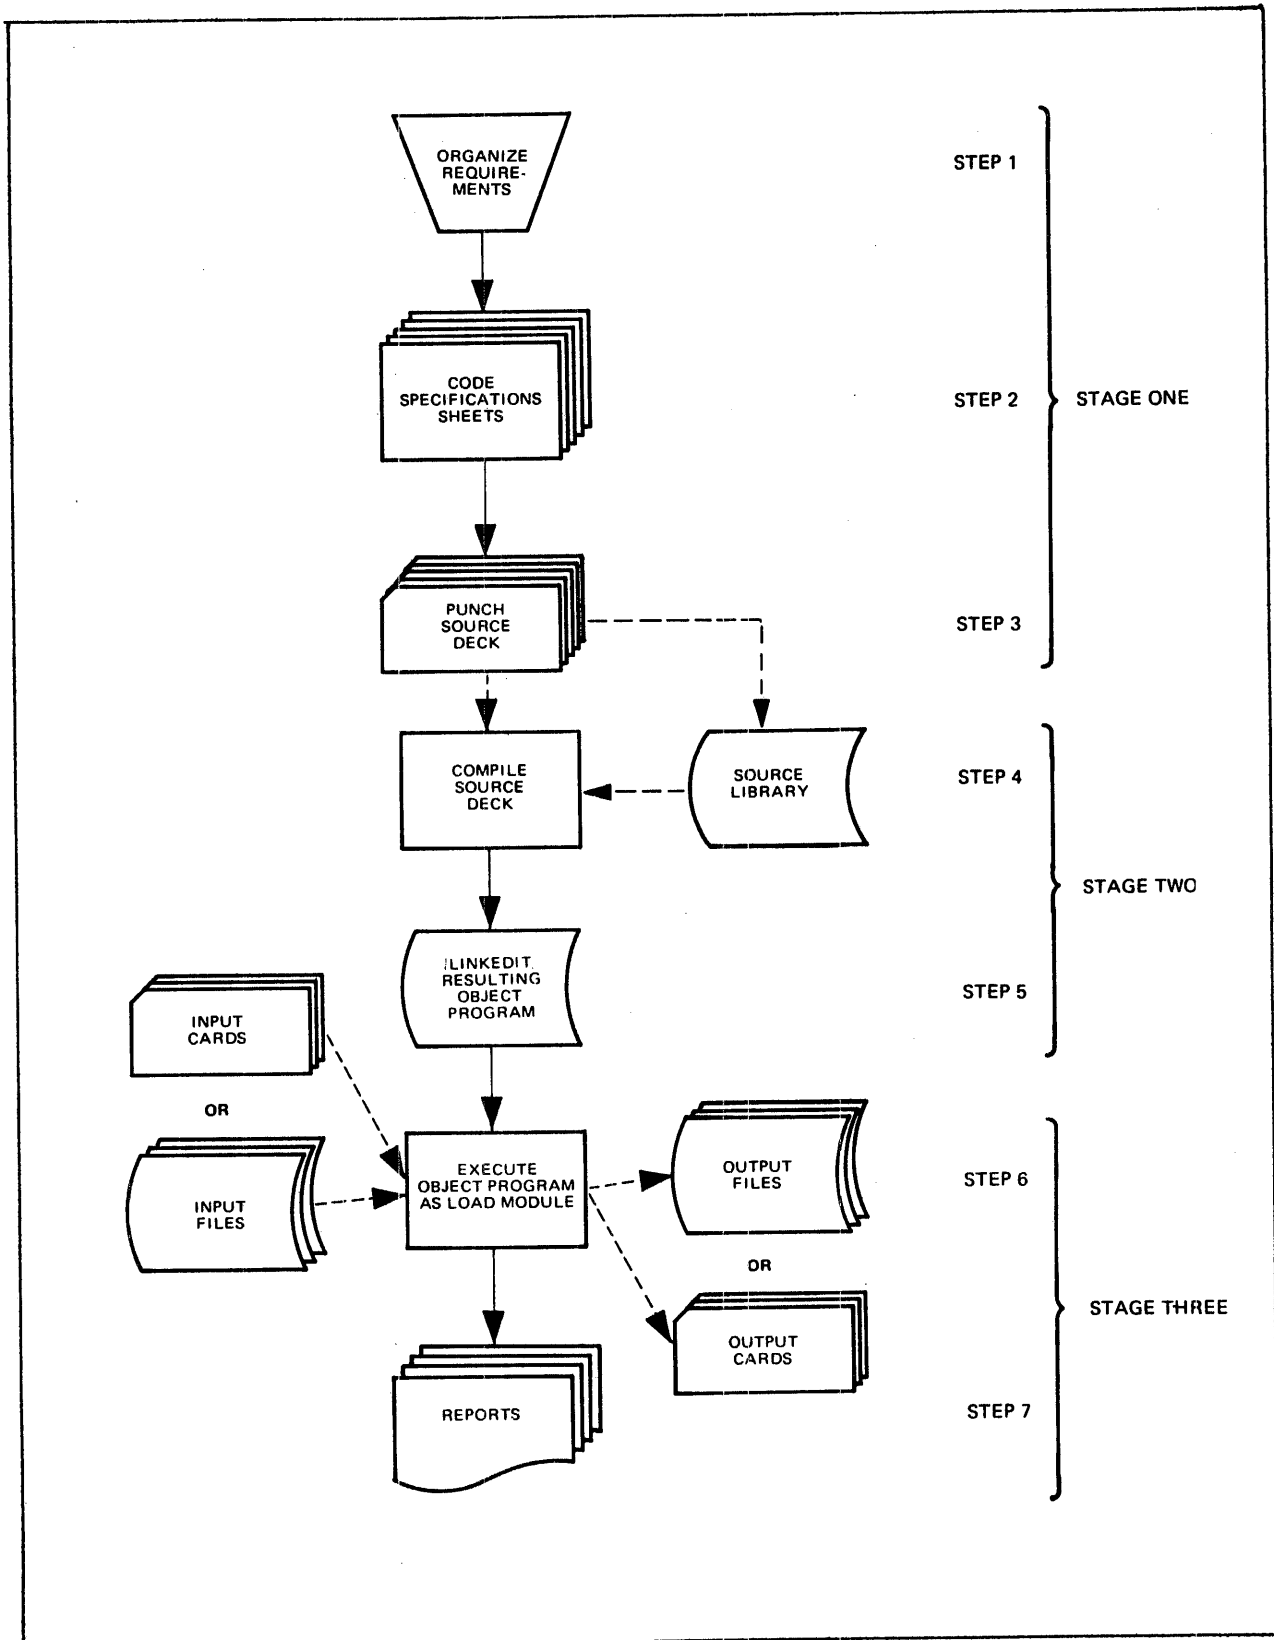 ORGANIZE
REQUIRE-
MENTS
STEP 1
CODE
SPECIFICATIONS
SHEETS
STEP 2
STAGE ONE
PUNCH
SOURCE
DECK
STEP 3
COMPILE
SOURCE
DECK
SOURCE
LIBRARY
STEP 4
STAGE TWO
LINKEDIT
RESULTING
OBJECT
PROGRAM
STEP 5
INPUT
CARDS
OR
INPUT
FILES
EXECUTE
OBJECT PROGRAM
AS LOAD MODULE
OUTPUT
FILES
STEP 6
OR
OUTPUT
CARDS
STAGE THREE
REPORTS
STEP 7